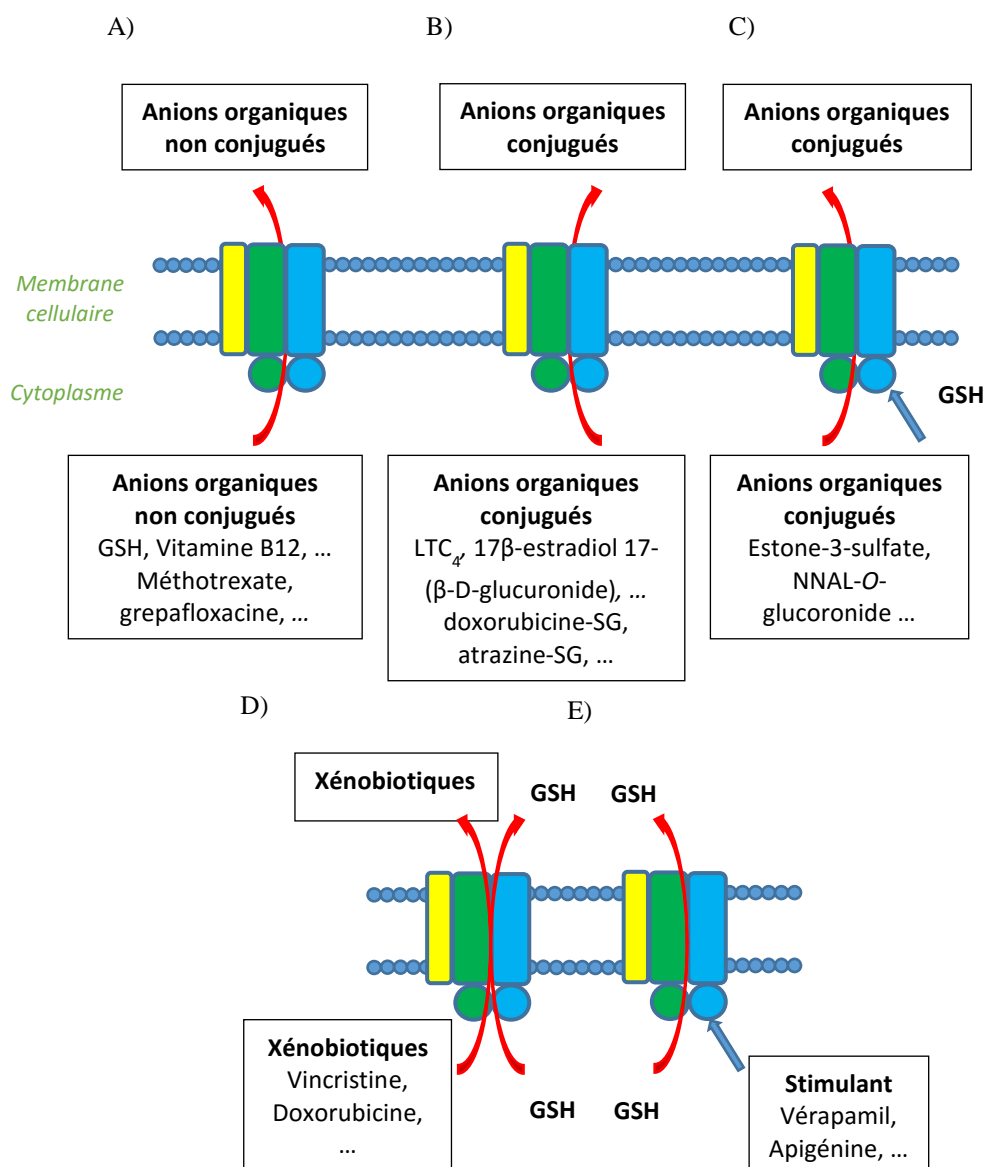 A)
B)
C)
Anions organiques
non conjugués
Anions organiques
conjugués
Anions organiques
conjugués
Membrane
cellulaire
Cytoplasme
GSH
Anions organiques
non conjugués
GSH, Vitamine B12, ...
Méthotrexate,
grepafloxacine, ...
Anions organiques
conjugués
LTC4, 17β-estradiol 17-
(β-D-glucuronide), ...
doxorubicine-SG,
atrazine-SG, ...
Anions organiques
conjugués
Estone-3-sulfate,
NNAL-O-
glucoronide ...
D)
E)
Xénobiotiques
GSH
GSH
Xénobiotiques
Vincristine,
Doxorubicine,
...
GSH
GSH
Stimulant
Vérapamil,
Apigénine, ...